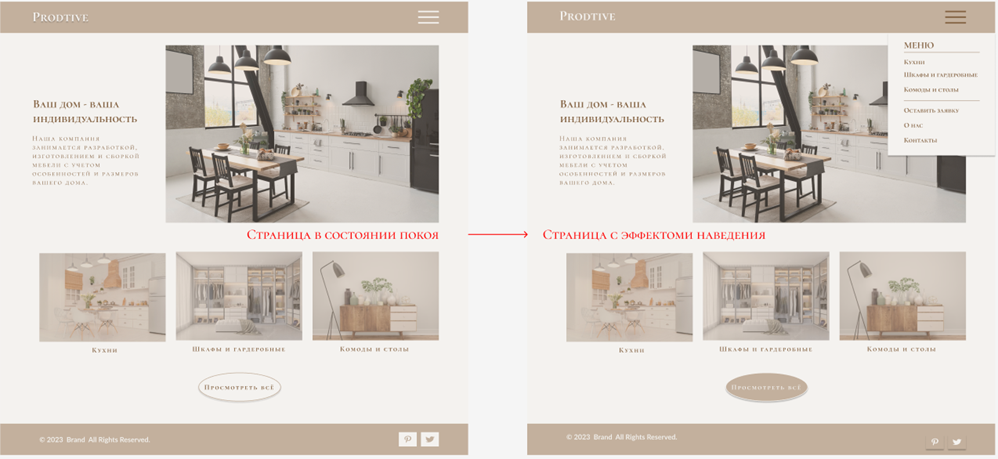 Prodtive
Ваш дом - ваша
индивидуальность
Наша компания
занимается разработкой,
изготовлением и сборкой
мебели с учетом
особенностей и размеров
вашего дома.
Страница в состоянии покоя
Кухни
Шкафы и гардеробные
Комоды и столы
Просмотреть всё
© 2023 Brand All Rights Reserved.
Prodtive
Меню
Кухни
Шкафы и гардеробные
Комоды и столы
Оставить заявку
О нас
Контакты
Ваш дом - ваша
индивидуальность
Наша компания
занимается разработкой,
изготовлением и сборкой
мебели с учетом
особенностей и размеров
вашего дома.
Страница с эффектоми наведения
Кухни
Шкафы и гардеробные
Комоды и столы
Просмотреть всё
© 2023 Brand All Rights Reserved.